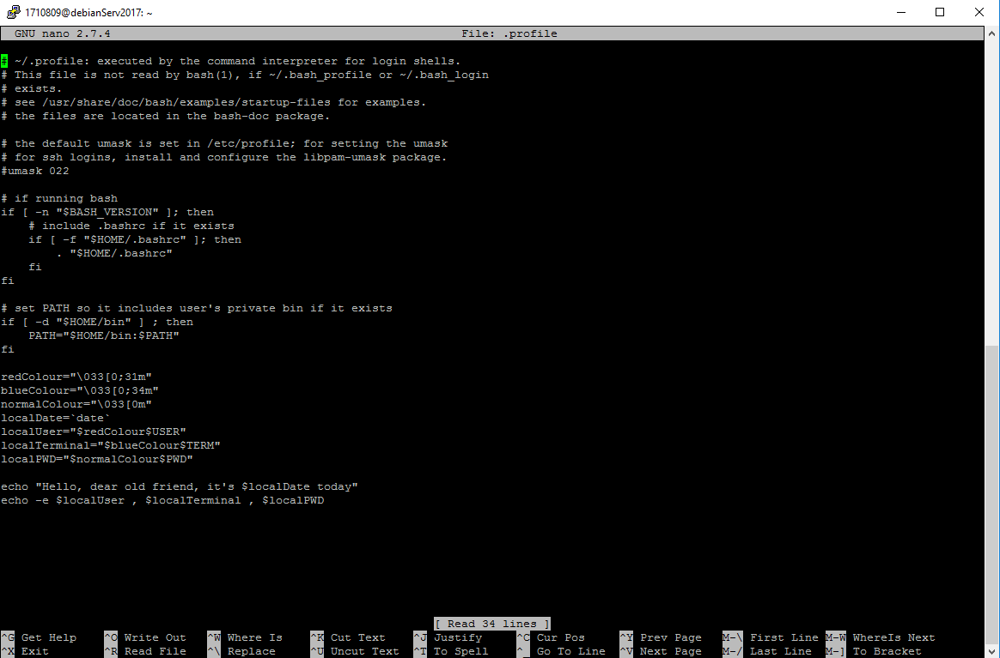 1710809@debianServ2017: ~
GNU nano 2.7.4 File: .profile
# ~/.profile: executed by the command interpreter for login shells.
# This file is not read by bash(1), if ~/.bash_profile or ~/.bash_login
# exists.
# see /usr/share/doc/bash/examples/startup-files for examples.
# the files are located in the bash-doc package.
# the default umask is set in /etc/profile; for setting the umask
# for ssh logins, install and configure the libpam-umask package.
#umask 022
# if running bash
if [ -n "$BASH_VERSION" ]; then
    # include .bashrc if it exists
    if [ -f "$HOME/.bashrc" ]; then
        . "$HOME/.bashrc"
    fi
fi
# set PATH so it includes user's private bin if it exists
if [ -d "$HOME/bin" ] ; then
    PATH="$HOME/bin:$PATH"
fi
redColour="\033[0;31m"
blueColour="\033[0;34m"
normalColour="\033[0m"
localDate=`date`
localUser="$redColour$USER"
localTerminal="$blueColour$TERM"
localPWD="$normalColour$PWD"
echo "Hello, dear old friend, it's $localDate today"
echo -e $localUser , $localTerminal , $localPWD
[ Read 34 lines ]
^G Get Help ^O Write Out ^W Where Is ^K Cut Text ^J Justify ^C Cur Pos ^Y Prev Page M-\ First Line M-W WhereIs Next
^X Exit ^R Read File ^\ Replace ^U Uncut Text ^T To Spell ^_ Go To Line ^V Next Page M-/ Last Line M-] To Bracket